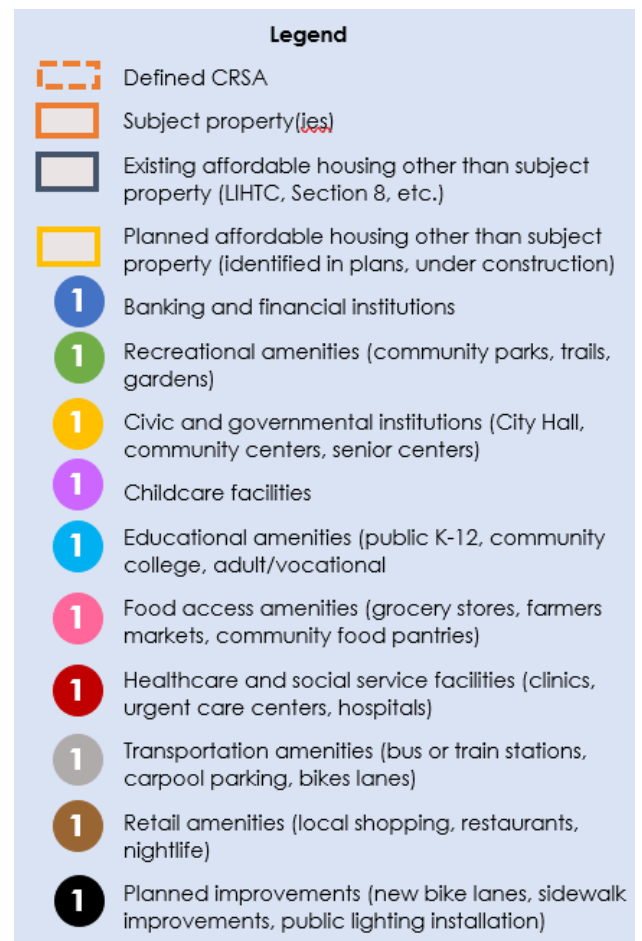 Legend
Defined CRSA
Subject property(ies)
Existing affordable housing other than subject
property (LIHTC, Section 8, etc.)
Planned affordable housing other than subject
property (identified in plans, under construction)
1
Banking and financial institutions
1
Recreational amenities (community parks, trails,
gardens)
1
Civic and governmental institutions (City Hall,
community centers, senior centers)
1
Childcare facilities
1
Educational amenities (public K-12, community
college, adult/vocational
1
Food access amenities (grocery stores, farmers
markets, community food pantries)
1
Healthcare and social service facilities (clinics,
urgent care centers, hospitals)
1
Transportation amenities (bus or train stations,
carpool parking, bikes lanes)
1
Retail amenities (local shopping, restaurants,
nightlife)
1
Planned improvements (new bike lanes, sidewalk
improvements, public lighting installation)